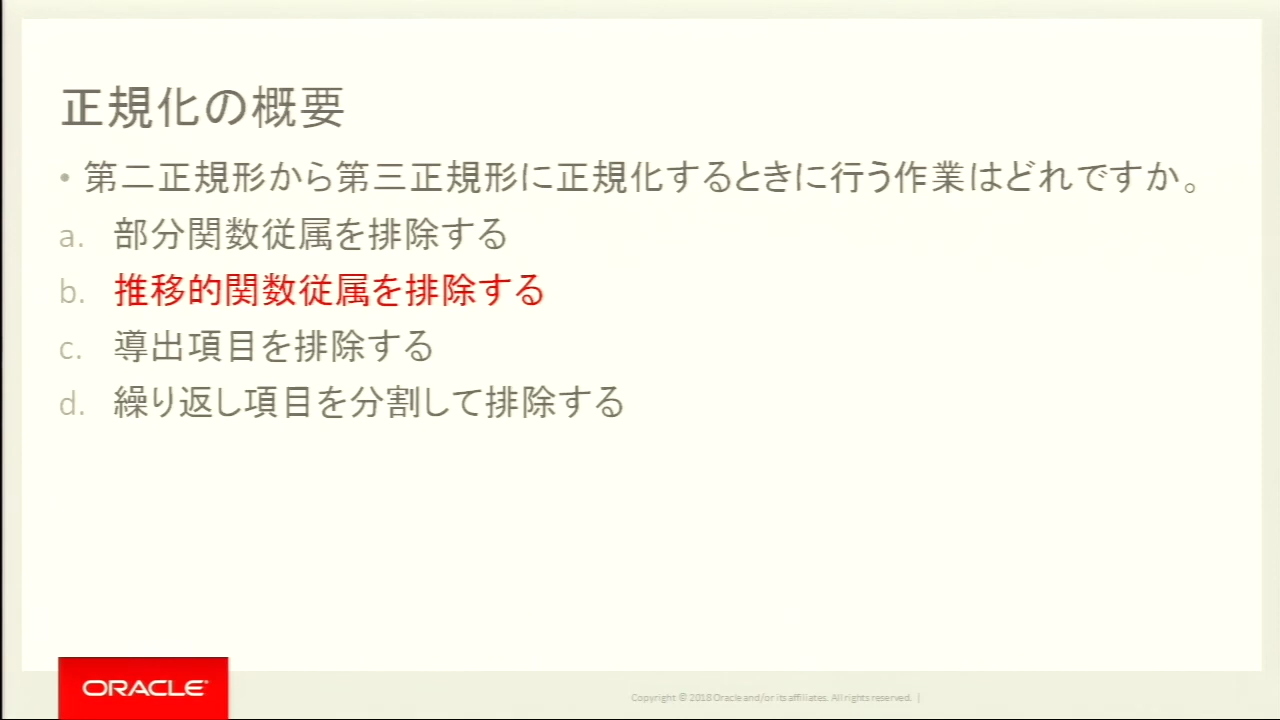 正規化の概要
• 第二正規形から第三正規形に正規化するときに行う作業はどれですか。
a. 部分関数従属を排除する
b. 推移的関数従属を排除する
c. 導出項目を排除する
d. 繰り返し項目を分割して排除する
ORACLE®
Copyright © 2018 Oracle and/or its affiliates. All rights reserved. |